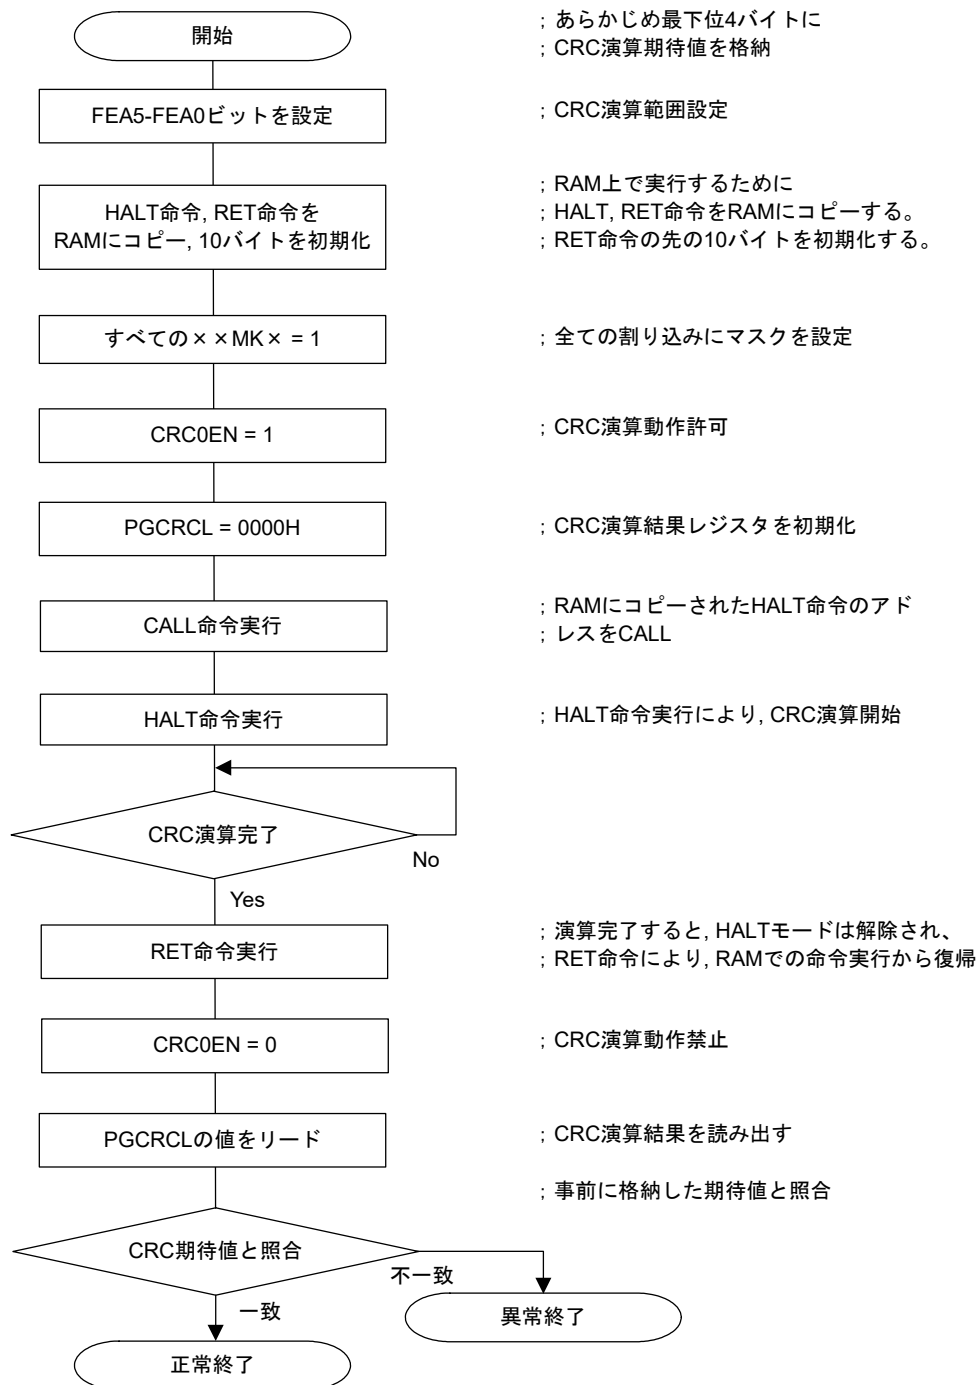 開始
; あらかじめ最下位4バイトに
; CRC演算期待値を格納
FEA5-FEA0ビットを設定
; CRC演算範囲設定
HALT命令, RET命令を
RAMにコピー, 10バイトを初期化
; RAM上で実行するために
; HALT, RET命令をRAMにコピーする。
; RET命令の先の10バイトを初期化する。
すべての××MK× = 1
; 全ての割り込みにマスクを設定
CRC0EN = 1
; CRC演算動作許可
PGCRCL = 0000H
; CRC演算結果レジスタを初期化
CALL命令実行
; RAMにコピーされたHALT命令のアド
; レスをCALL
HALT命令実行
; HALT命令実行により, CRC演算開始
CRC演算完了
No
Yes
RET命令実行
; 演算完了すると, HALTモードは解除され、
; RET命令により, RAMでの命令実行から復帰
CRC0EN = 0
; CRC演算動作禁止
PGCRCLの値をリード
; CRC演算結果を読み出す
; 事前に格納した期待値と照合
CRC期待値と照合
不一致
一致
異常終了
正常終了